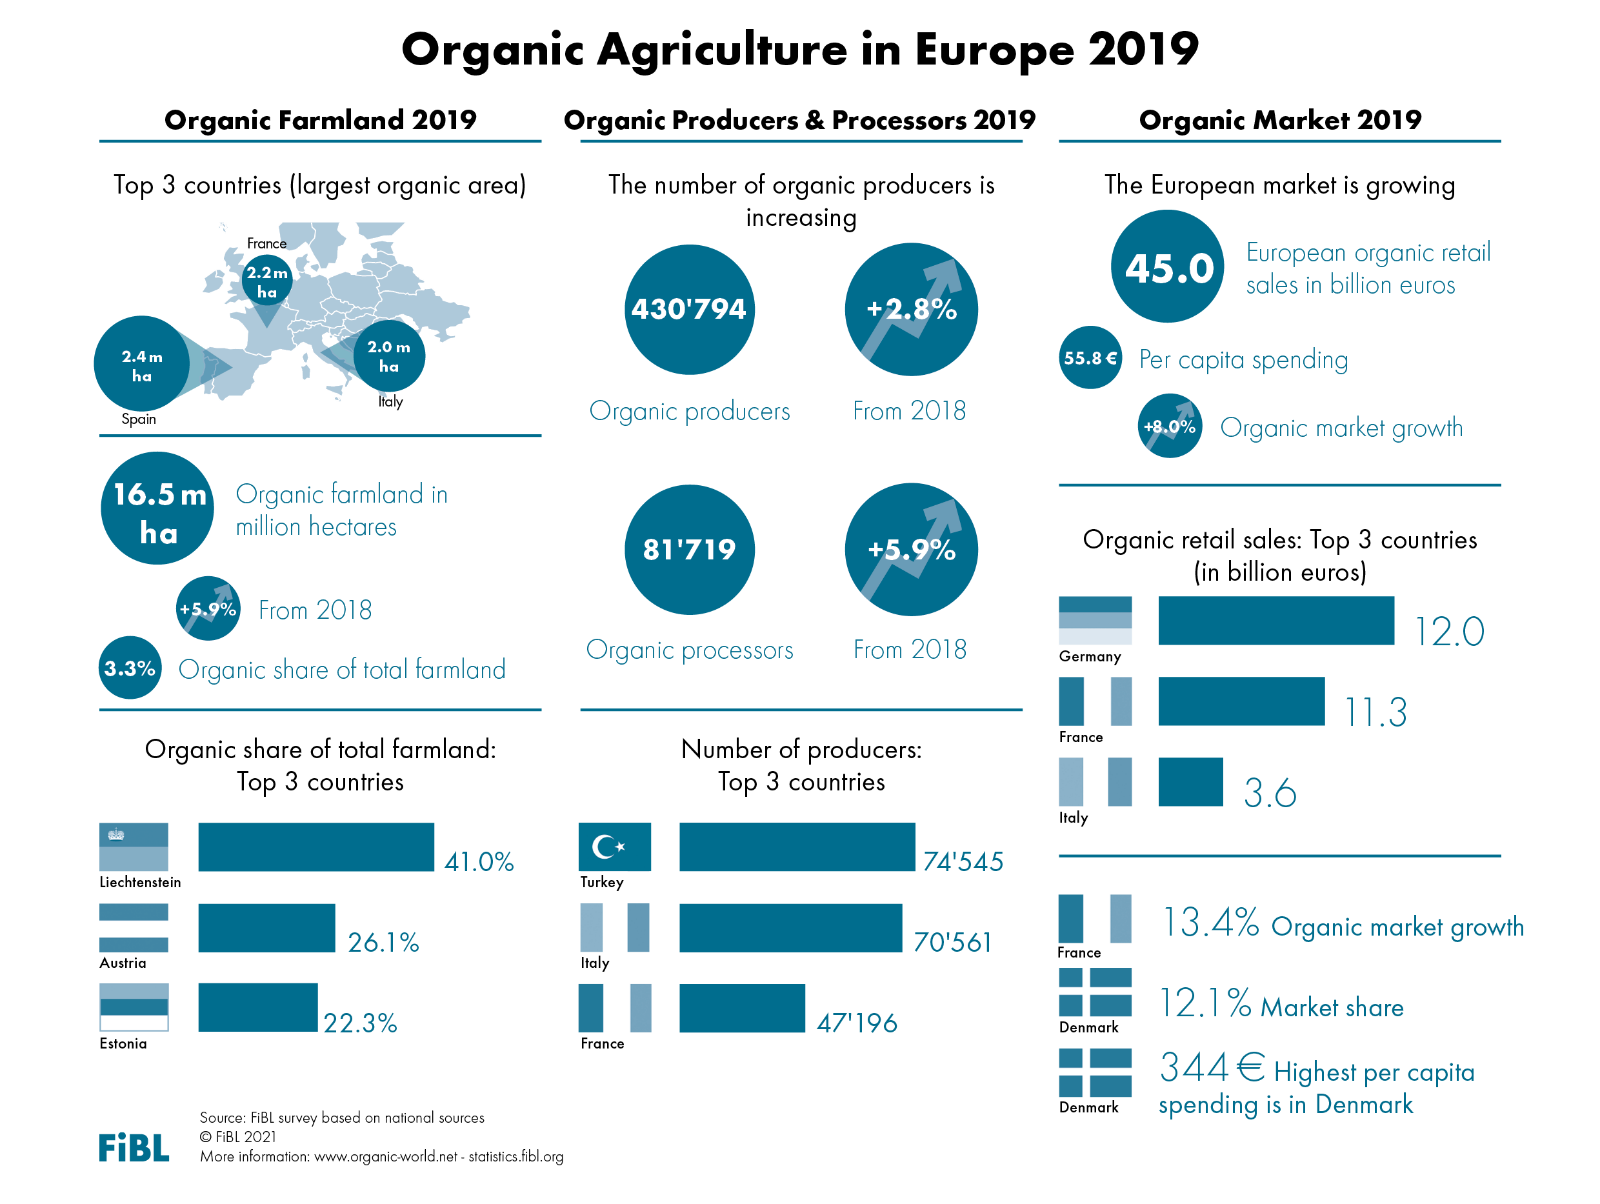 Organic Agriculture in Europe 2019
Organic Farmland 2019
Top 3 countries (largest organic area)
France
2.2 m
ha
2.4 m
ha
Spain
2.0 m
ha
Italy
16.5 m
ha
Organic farmland in
million hectares
+5.9%
From 2018
3.3%
Organic share of total farmland
Organic share of total farmland:
Top 3 countries
Liechtenstein
41.0%
Austria
26.1%
Estonia
22.3%
Organic Producers & Processors 2019
The number of organic producers is
increasing
430'794
+2.8%
Organic producers
From 2018
81'719
+5.9%
Organic processors
From 2018
Number of producers:
Top 3 countries
Turkey
74'545
Italy
70'561
France
47'196
Organic Market 2019
The European market is growing
45.0
European organic retail
sales in billion euros
55.8 €
Per capita spending
+8.0%
Organic market growth
Organic retail sales: Top 3 countries
(in billion euros)
Germany
12.0
France
11.3
Italy
3.6
France
13.4% Organic market growth
Denmark
12.1% Market share
Denmark
344 € Highest per capita
spending is in Denmark
FiBL
Source: FiBL survey based on national sources
© FiBL 2021
More information: www.organic-world.net - statistics.fibl.org